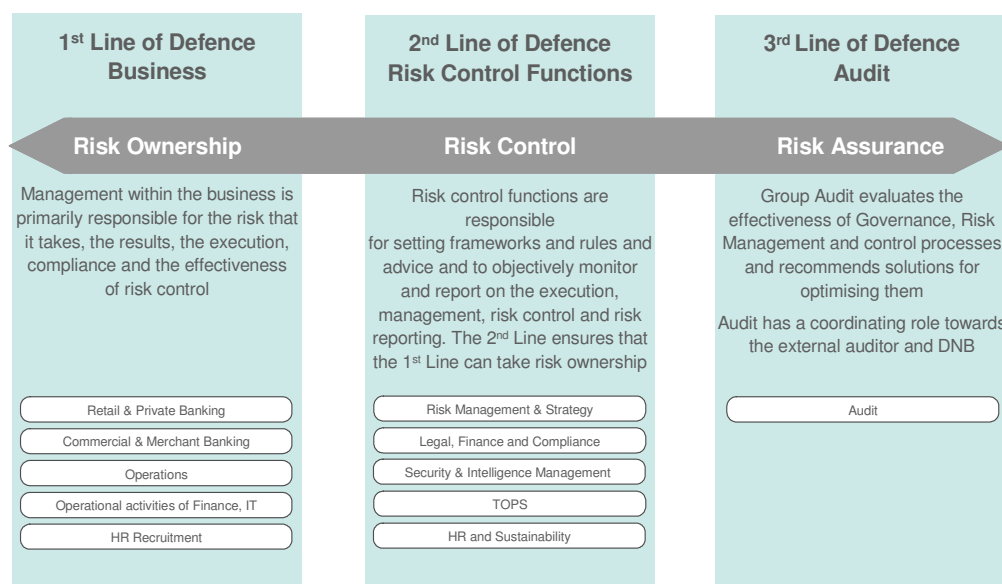 1st Line of Defence
Business
Risk Ownership
Management within the business is
primarily responsible for the risk that
it takes, the results, the execution,
compliance and the effectiveness
of risk control
Retail & Private Banking
Commercial & Merchant Banking
Operations
Operational activities of Finance, IT
HR Recruitment
2nd Line of Defence
Risk Control Functions
Risk Control
Risk control functions are
responsible
for setting frameworks and rules and
advice and to objectively monitor
and report on the execution,
management, risk control and risk
reporting. The 2nd Line ensures that
the 1st Line can take risk ownership
Risk Management & Strategy
Legal, Finance and Compliance
Security & Intelligence Management
TOPS
HR and Sustainability
3rd Line of Defence
Audit
Risk Assurance
Group Audit evaluates the
effectiveness of Governance, Risk
Management and control processes
and recommends solutions for
optimising them
Audit has a coordinating role towards
the external auditor and DNB
Audit